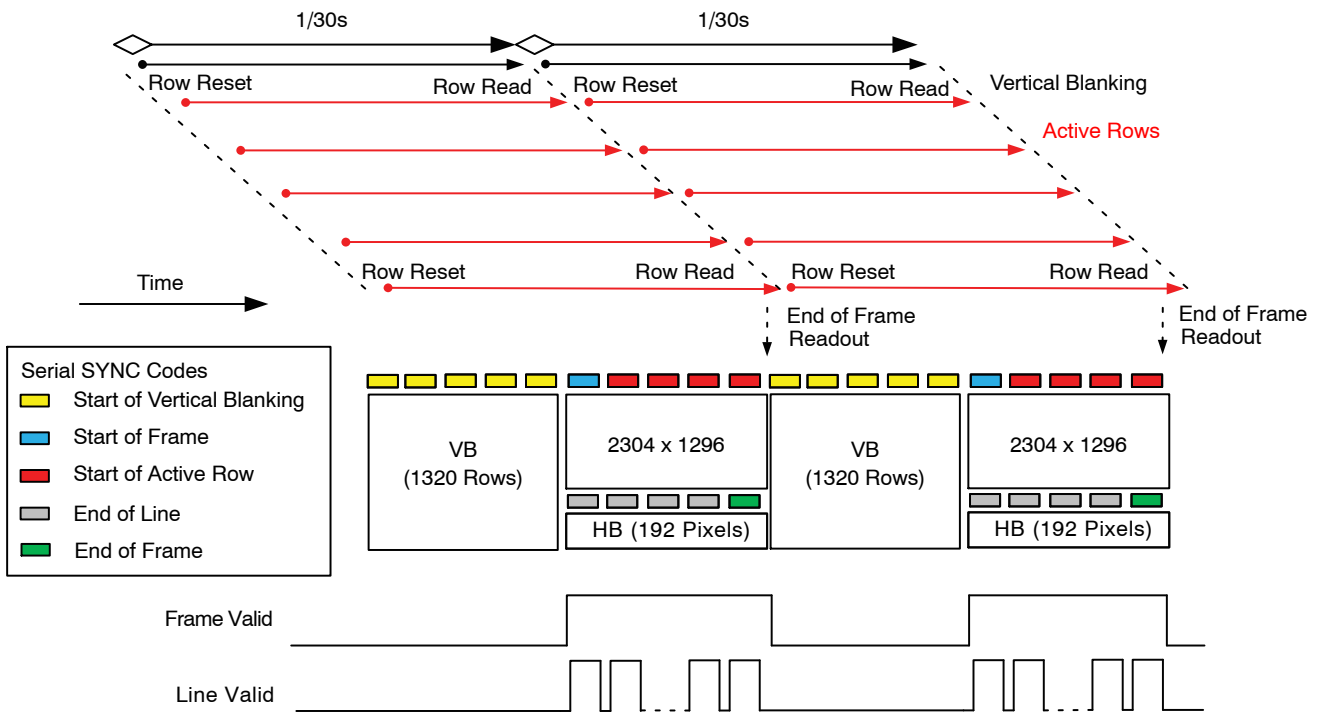 1/30s
1/30s
Row Reset
Row Read
Row Reset
Row Read
Vertical Blanking
Active Rows
Row Reset
Row Read
Row Reset
Row Read
Time
End of Frame
Readout
End of Frame
Readout
Serial SYNC Codes
Start of Vertical Blanking
Start of Frame
Start of Active Row
End of Line
End of Frame
VB
(1320 Rows)
2304 x 1296
HB (192 Pixels)
VB
(1320 Rows)
2304 x 1296
HB (192 Pixels)
Frame Valid
Line Valid